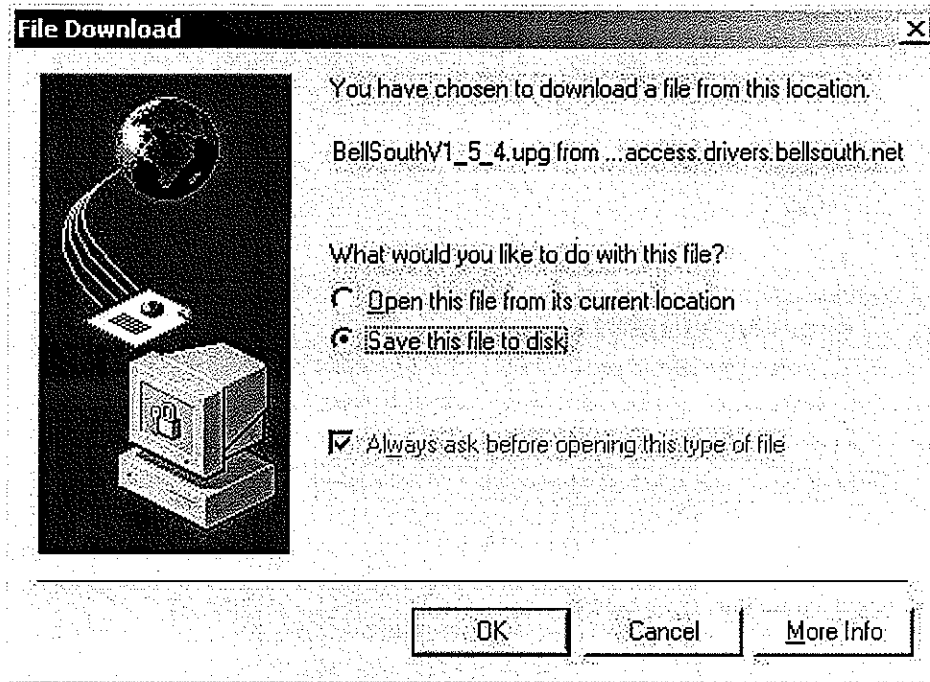 File Download
You have chosen to download a file from this location.
BellSouthV1_5_4.upg from ...access.drivers.bellsouth.net
What would you like to do with this file?
Open this file from its current location
Save this file to disk
Always ask before opening this type of file
OK Cancel More Info